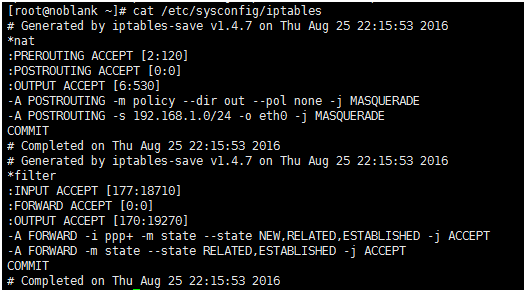 [root@noblank ~]# cat /etc/sysconfig/iptables
# Generated by iptables-save v1.4.7 on Thu Aug 25 22:15:53 2016
*nat
:PREROUTING ACCEPT [2:120]
:POSTROUTING ACCEPT [0:0]
:OUTPUT ACCEPT [6:530]
-A POSTROUTING -m policy --dir out --pol none -j MASQUERADE
-A POSTROUTING -s 192.168.1.0/24 -o eth0 -j MASQUERADE
COMMIT
# Completed on Thu Aug 25 22:15:53 2016
# Generated by iptables-save v1.4.7 on Thu Aug 25 22:15:53 2016
*filter
:INPUT ACCEPT [177:18710]
:FORWARD ACCEPT [0:0]
:OUTPUT ACCEPT [170:19270]
-A FORWARD -i ppp+ -m state --state NEW,RELATED,ESTABLISHED -j ACCEPT
-A FORWARD -m state --state RELATED,ESTABLISHED -j ACCEPT
COMMIT
# Completed on Thu Aug 25 22:15:53 2016